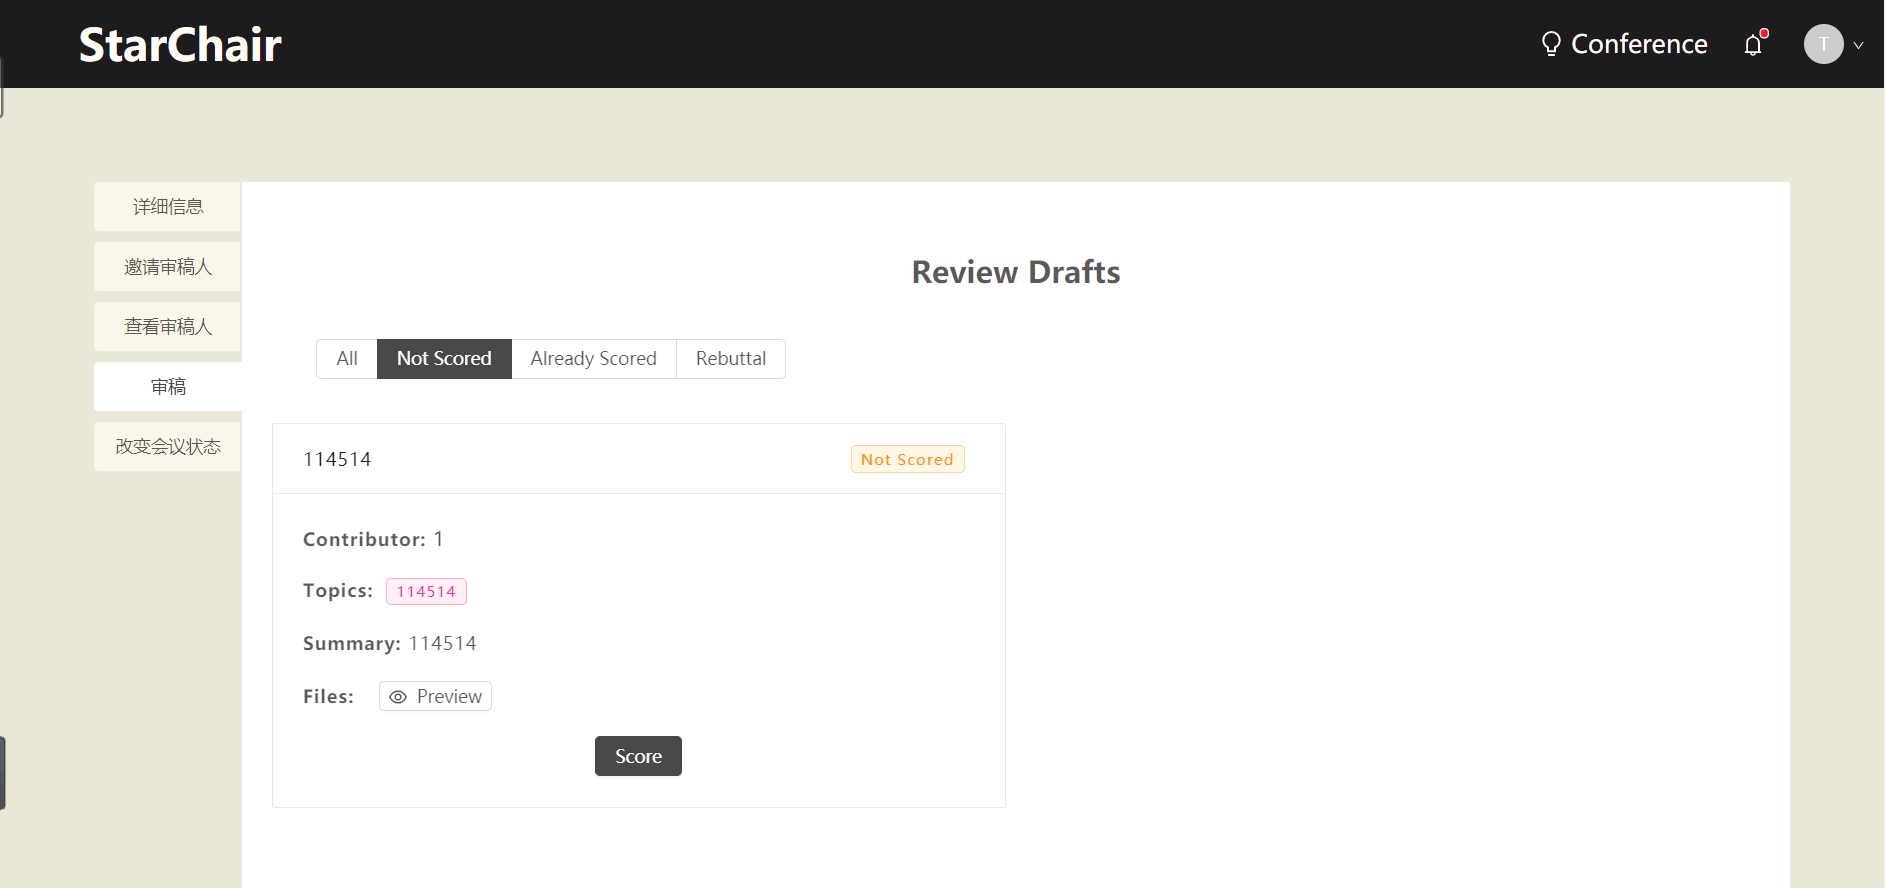 StarChair
Conference
T
详细信息
邀请审稿人
查看审稿人
审稿
改变会议状态
Review Drafts
All Not Scored Already Scored Rebuttal
114514 Not Scored
Contributor: 1
Topics: 114514
Summary: 114514
Files: Preview
Score